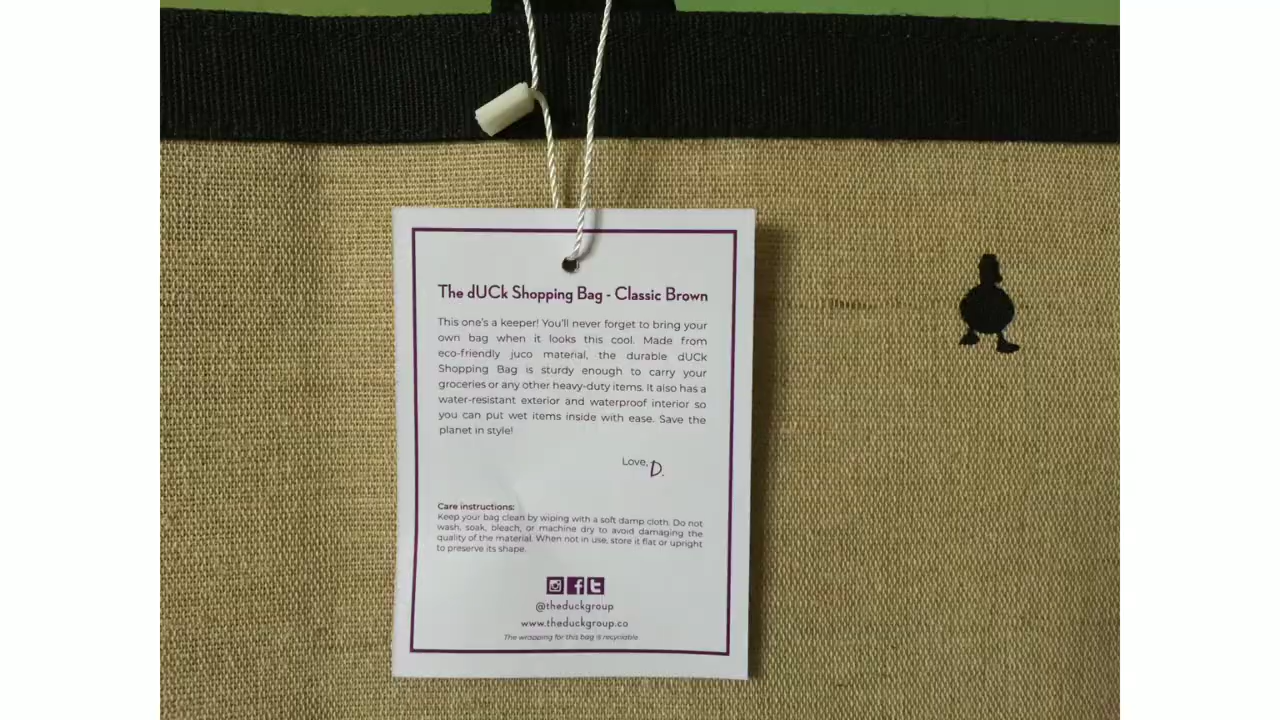 The dUCk Shopping Bag - Classic Brown
This one's a keeper! You'll never forget to bring your
own bag when it looks this cool. Made from
eco-friendly juco material, the durable dUCk
Shopping Bag is sturdy enough to carry your
groceries or any other heavy-duty items. It also has a
water-resistant exterior and waterproof interior so
you can put wet items inside with ease. Save the
planet in style!
Love, D.
Care instructions:
Keep your bag clean by wiping with a soft damp cloth. Do not
wash, soak, bleach, or machine dry to avoid damaging the
quality of the material. When not in use, store it flat or upright
to preserve its shape.
@theduckgroup
www.theduckgroup.co
The wrapping for this bag is recyclable.